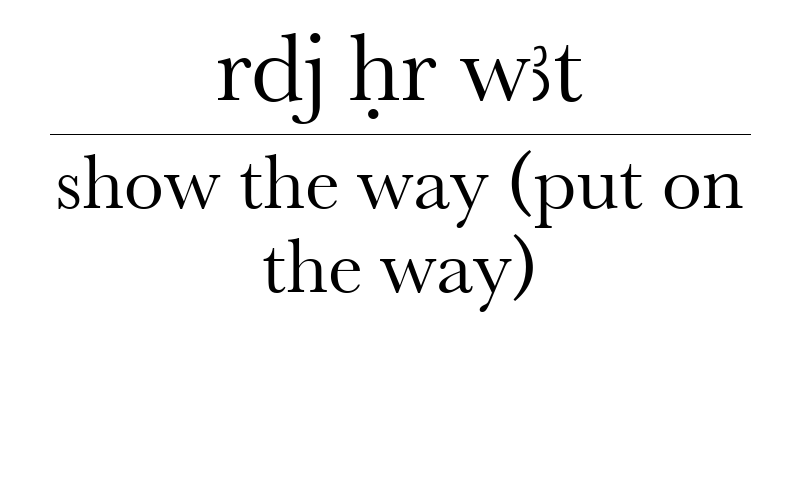 rdj ḥr wꜣt
show the way (put on
the way)